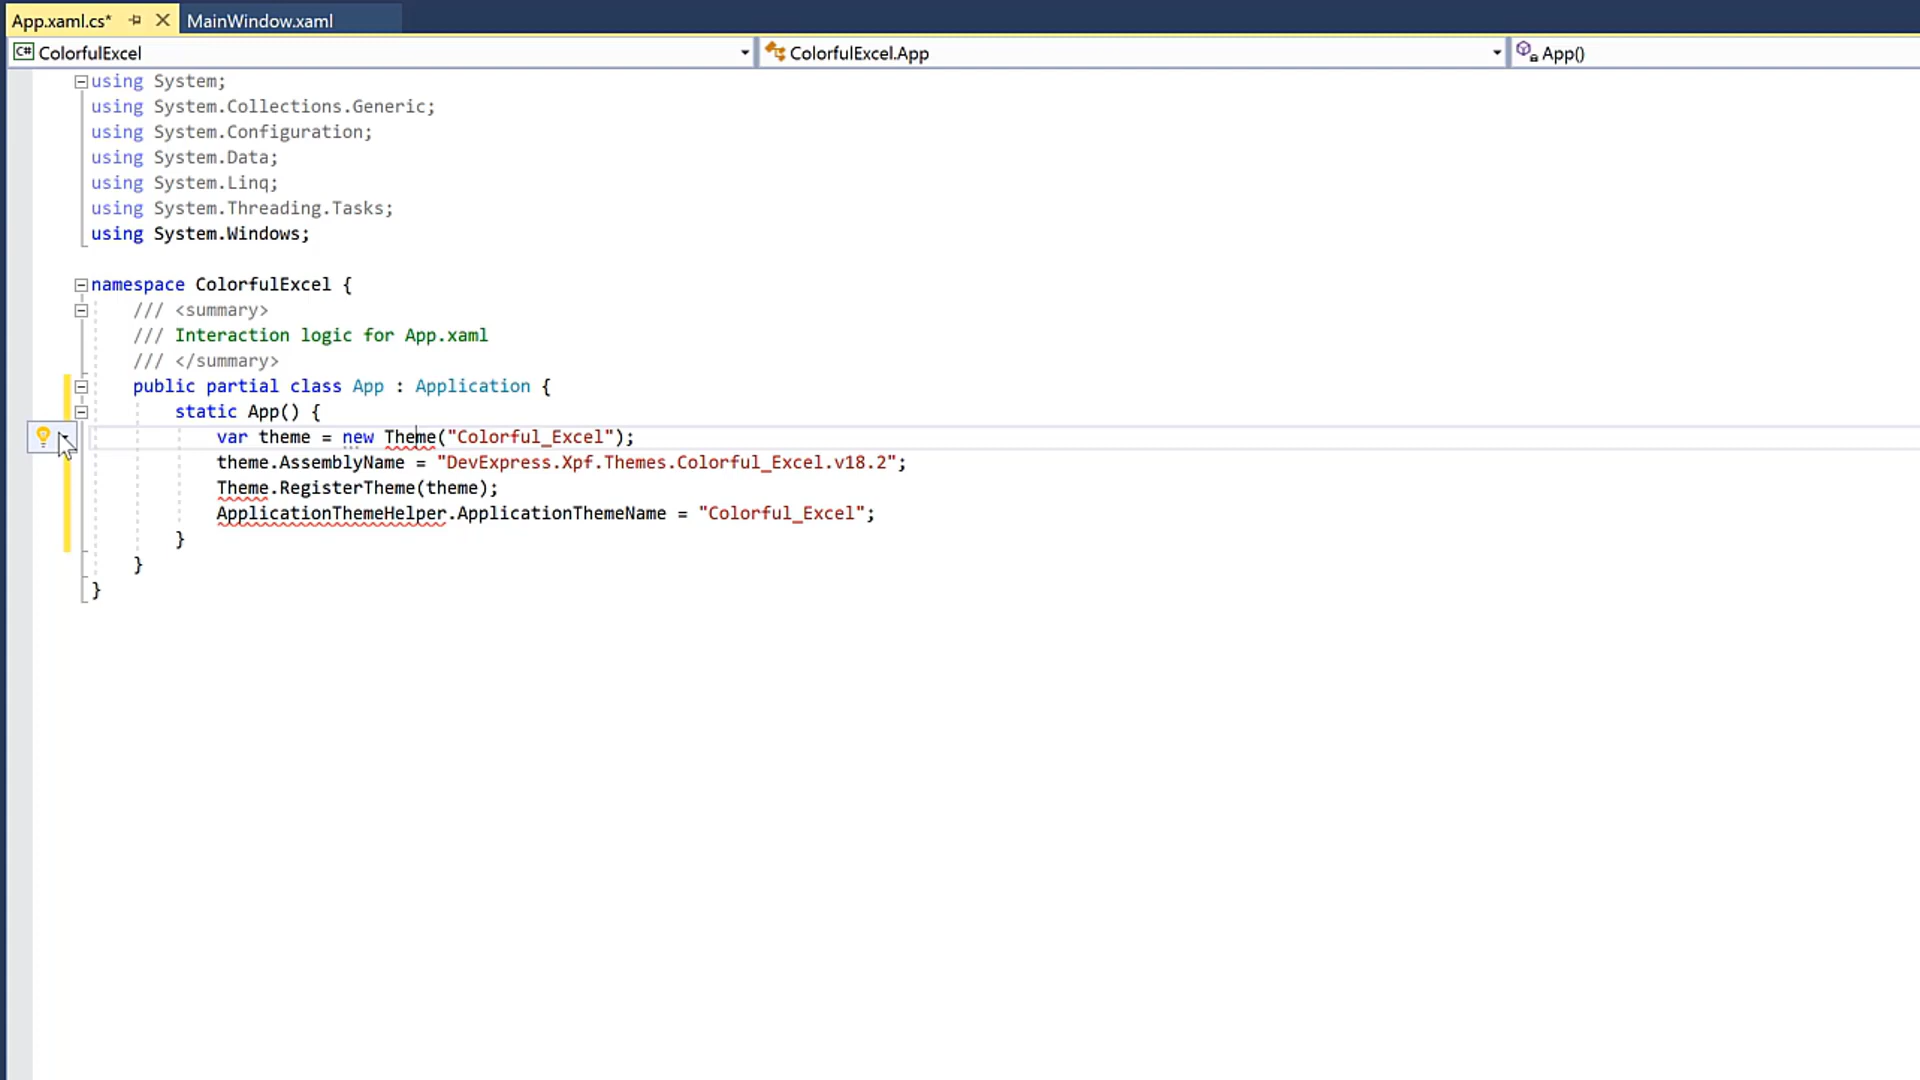 App.xaml.cs* MainWindow.xaml
C# ColorfulExcel ColorfulExcel.App App()
using System;
using System.Collections.Generic;
using System.Configuration;
using System.Data;
using System.Linq;
using System.Threading.Tasks;
using System.Windows;
namespace ColorfulExcel {
/// <summary>
/// Interaction logic for App.xaml
/// </summary>
public partial class App : Application {
static App() {
var theme = new Theme("Colorful_Excel");
theme.AssemblyName = "DevExpress.Xpf.Themes.Colorful_Excel.v18.2";
Theme.RegisterTheme(theme);
ApplicationThemeHelper.ApplicationThemeName = "Colorful_Excel";
}
}
}